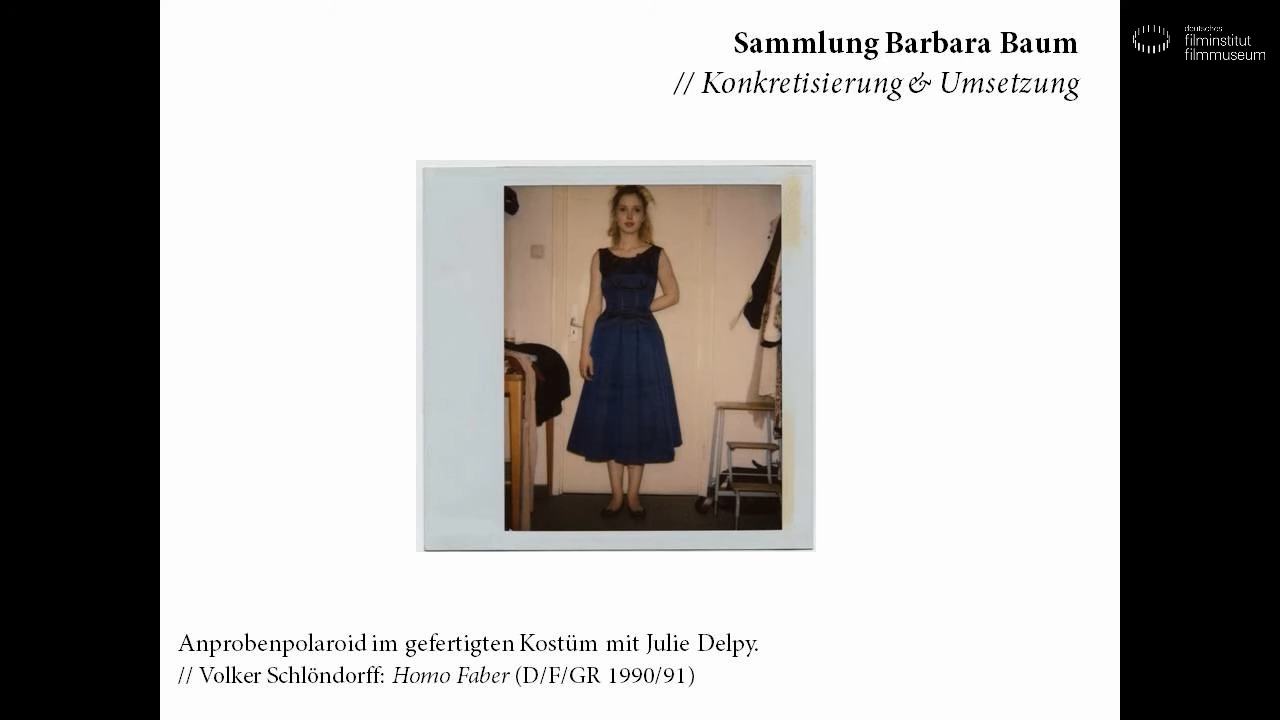 Sammlung Barbara Baum
// Konkretisierung & Umsetzung
deutsches
filminstitut
filmmuseum
Anprobenpolaroid im gefertigten Kostüm mit Julie Delpy.
// Volker Schlöndorff: Homo Faber (D/F/GR 1990/91)